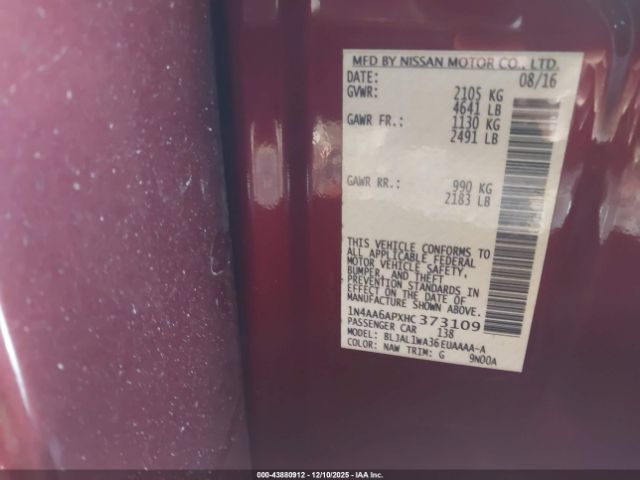 MFD BY NISSAN MOTOR CO., LTD.
DATE: 08/16
GVWR: 2105 KG
4641 LB
GAWR FR.: 1130 KG
2491 LB
GAWR RR.: 990 KG
2183 LB
THIS VEHICLE CONFORMS TO
ALL APPLICABLE FEDERAL
MOTOR VEHICLE SAFETY,
BUMPER, AND THEFT
PREVENTION STANDARDS IN
EFFECT ON THE DATE OF
MANUFACTURE SHOWN ABOVE.
1N4AA6APXHC373109
PASSENGER CAR 138
MODEL: BLJAL1WA36EUAAAA-A
COLOR: NAW TRIM: G 9N00A
000-43880912 - 12/10/2025 - IAA Inc.